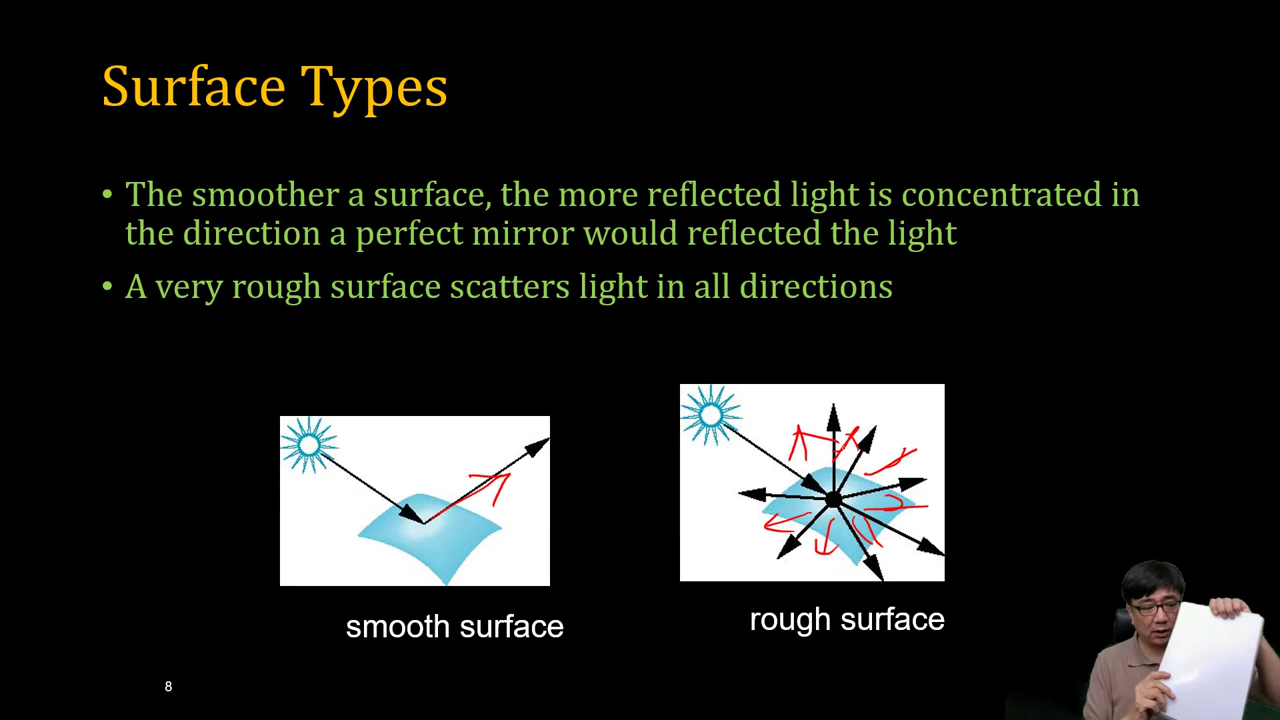 Surface Types
• The smoother a surface, the more reflected light is concentrated in
the direction a perfect mirror would reflected the light
• A very rough surface scatters light in all directions
smooth surface
rough surface
8